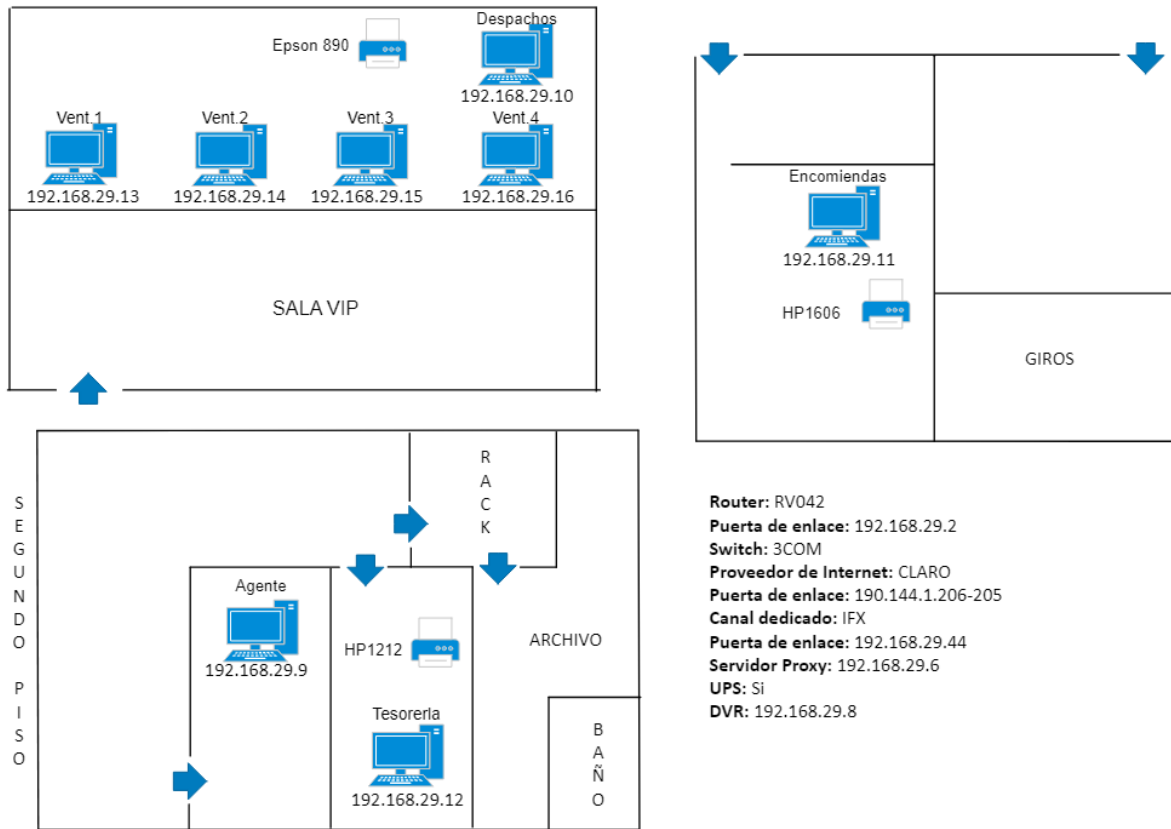 Despachos
Epson 890
192.168.29.10
Vent.1
Vent.2
Vent.3
Vent.4
192.168.29.13
192.168.29.14
192.168.29.15
192.168.29.16
SALA VIP
Encomiendas
192.168.29.11
HP1606
GIROS
SEGUNDO PISO
RACK
Agente
192.168.29.9
HP1212
ARCHIVO
Tesorerla
192.168.29.12
BAÑO
Router: RV042
Puerta de enlace: 192.168.29.2
Switch: 3COM
Proveedor de Internet: CLARO
Puerta de enlace: 190.144.1.206-205
Canal dedicado: IFX
Puerta de enlace: 192.168.29.44
Servidor Proxy: 192.168.29.6
UPS: Si
DVR: 192.168.29.8